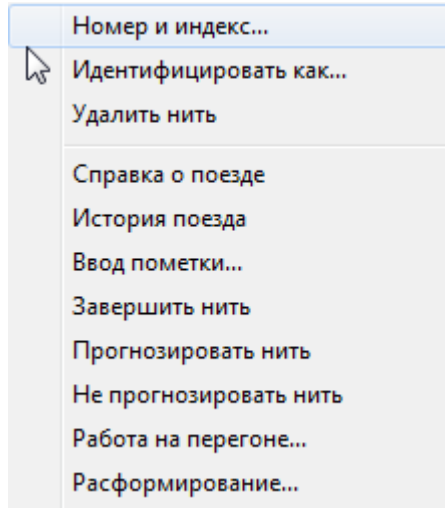 Номер и индекс...
Идентифицировать как...
Удалить нить
Справка о поезде
История поезда
Ввод пометки...
Завершить нить
Прогнозировать нить
Не прогнозировать нить
Работа на перегоне...
Расформирование...